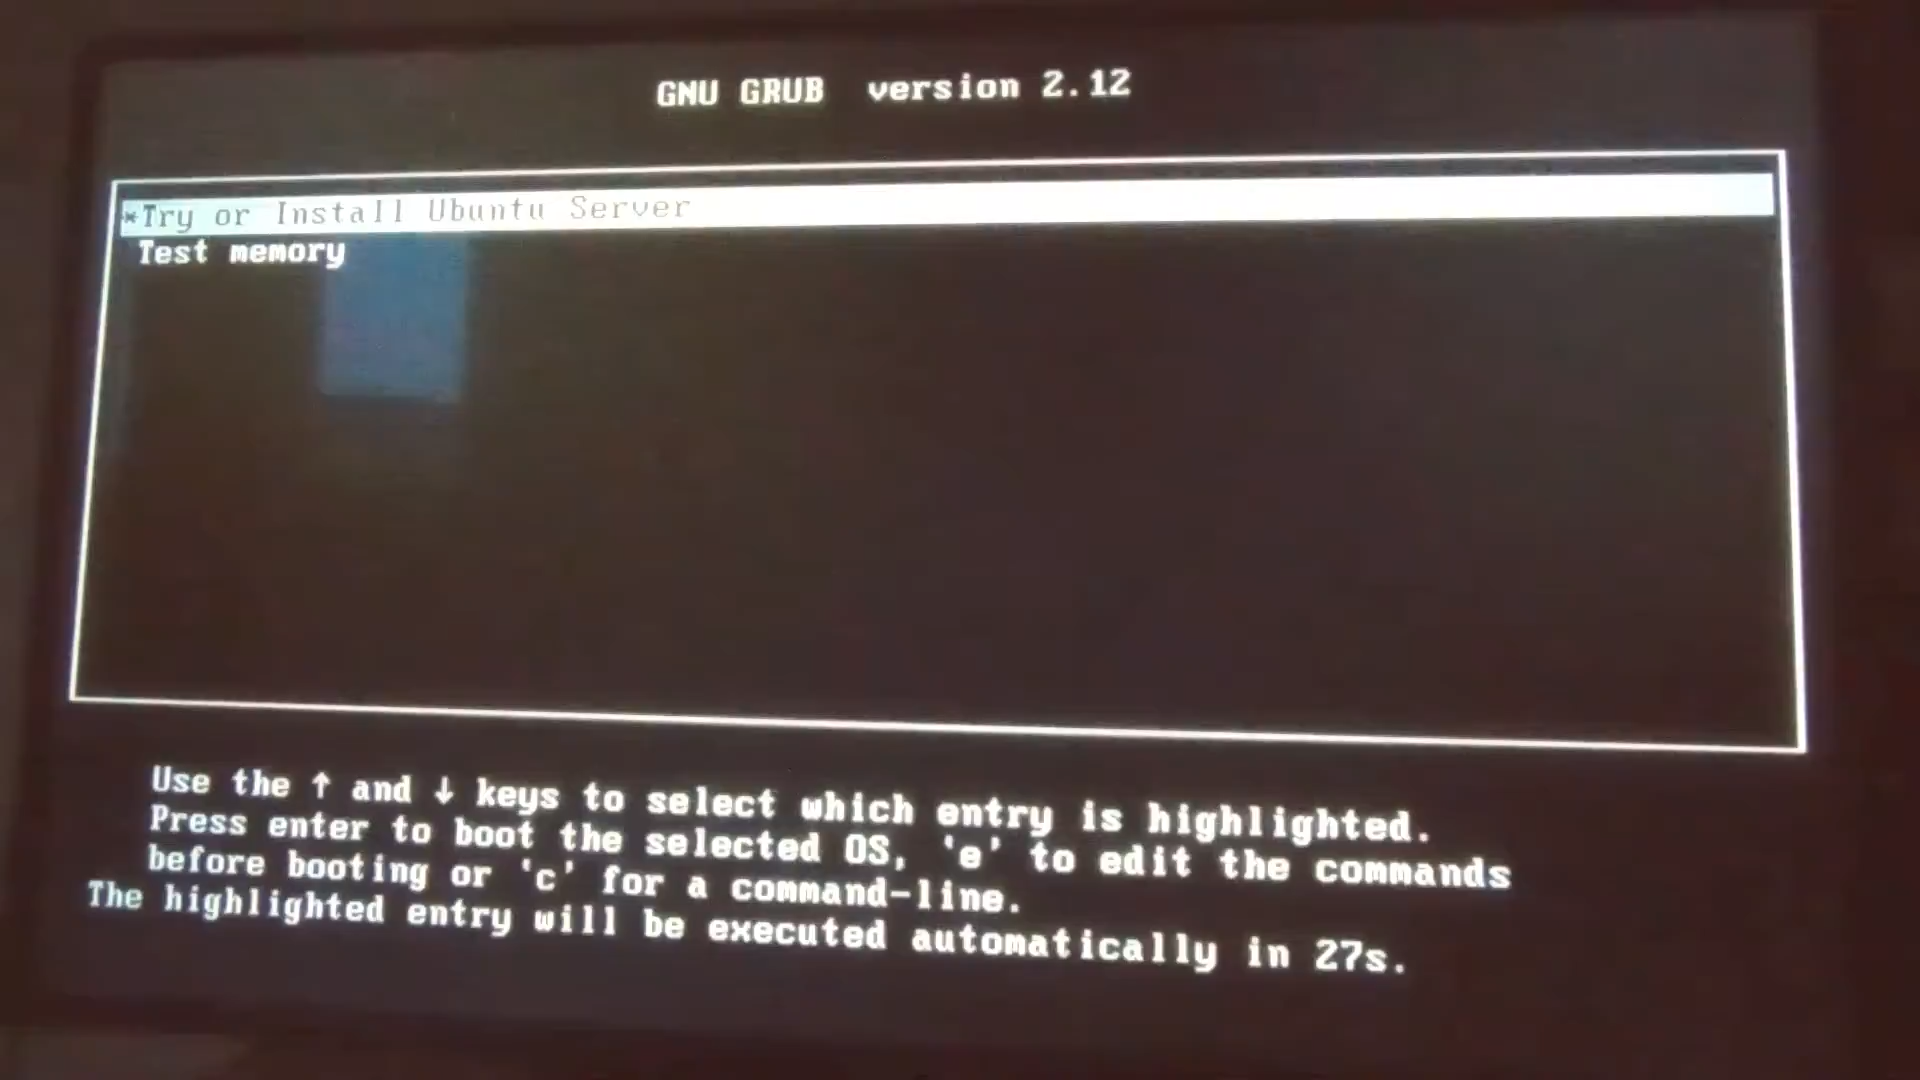 GNU GRUB version 2.12
*Try or Install Ubuntu Server
Test memory
Use the ↑ and ↓ keys to select which entry is highlighted.
Press enter to boot the selected OS, `e' to edit the commands
before booting or `c' for a command-line.
The highlighted entry will be executed automatically in 27s.